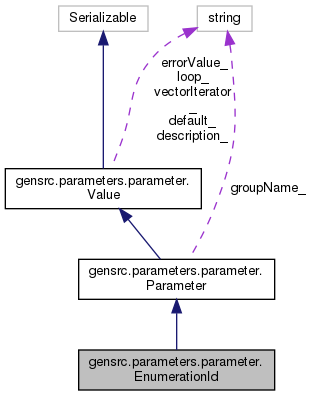 Serializable
string
errorValue_
loop_
vectorIterator
_
default_
description_
gensrc.parameters.parameter.
Value
groupName_
gensrc.parameters.parameter.
Parameter
gensrc.parameters.parameter.
EnumerationId